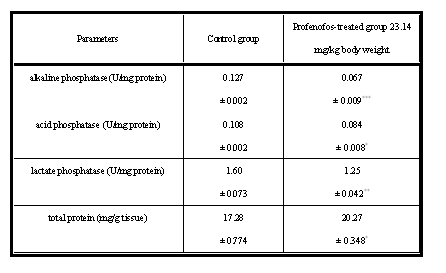 Parameters Control group Profenofos-treated group 23.14 mg/kg body weight
alkaline phosphatase (U/mg protein) 0.127 0.067
± 0.002 ± 0.009***
acid phosphatase (U/mg protein) 0.108 0.084
± 0.002 ± 0.008*
lactate phosphatase (U/mg protein) 1.60 1.25
± 0.073 ± 0.042**
total protein (mg/g tissue) 17.28 20.27
± 0.774 ± 0.348*